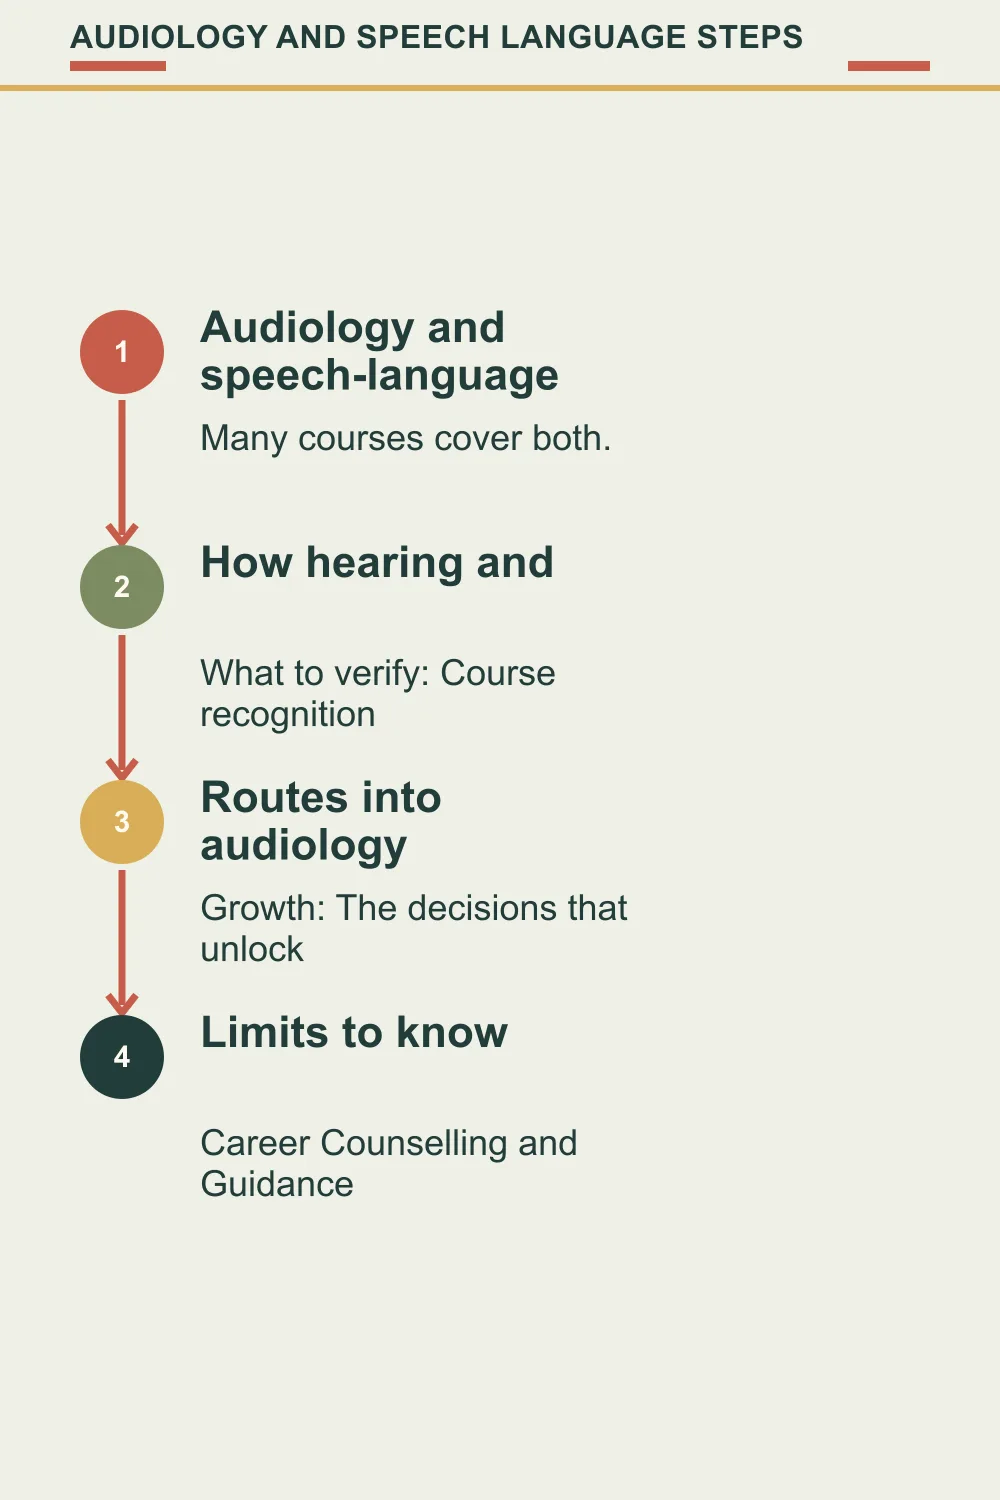 AUDIOLOGY AND SPEECH LANGUAGE STEPS
1
Audiology and
speech-language
Many courses cover both.
2
How hearing and
What to verify: Course
recognition
3
Routes into
audiology
Growth: The decisions that
unlock
4
Limits to know
Career Counselling and
Guidance